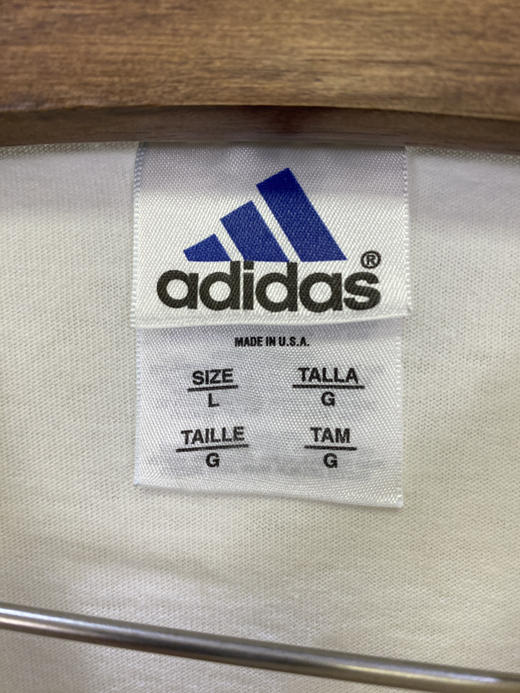 adidas®
MADE IN U.S.A.
SIZE TALLA
L G
TAILLE TAM
G G